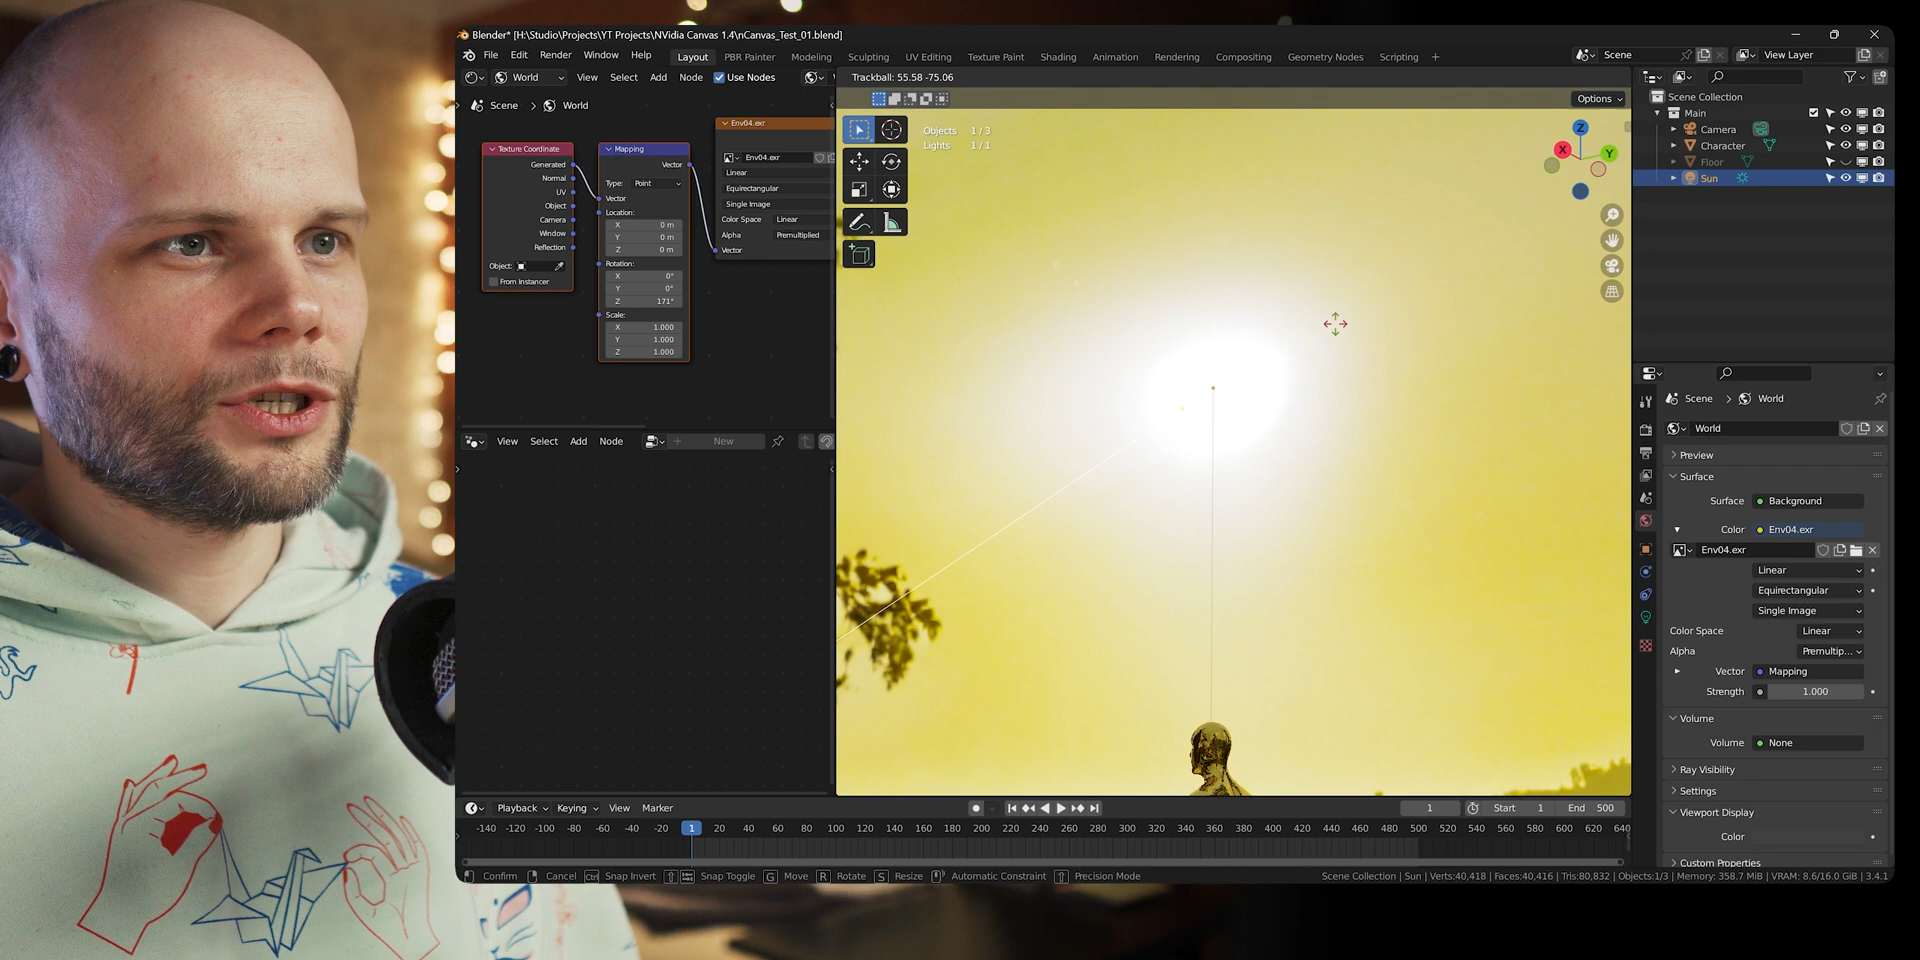 Blender* [H:\Studio\Projects\YT Projects\NVidia Canvas 1.4\nCanvas_Test_01.blend]
File Edit Render Window Help
Layout PBR Painter Modeling Sculpting UV Editing Texture Paint Shading Animation Rendering Compositing Geometry Nodes Scripting +
Scene
View Layer
World View Select Add Node Use Nodes
Trackball: 55.58 -75.06
Options
Scene > World
Objects 1 / 3
Lights 1 / 1
Z
X
Y
Texture Coordinate
Generated
Normal
UV
Object
Camera
Window
Reflection
Object:
From Instancer
Mapping
Vector
Type: Point
Vector
Location:
X 0 m
Y 0 m
Z 0 m
Rotation:
X 0°
Y 0°
Z 171°
Scale:
X 1.000
Y 1.000
Z 1.000
Env04.exr
Env04.exr
Linear
Equirectangular
Single Image
Color Space Linear
Alpha Premultiplied
Vector
View Select Add Node + New
Scene Collection
Main
Camera
Character
Floor
Sun
Scene > World
World
Preview
Surface
Surface Background
Color Env04.exr
Env04.exr
Linear
Equirectangular
Single Image
Color Space Linear
Alpha Premultip...
Vector Mapping
Strength 1.000
Volume
Volume None
Ray Visibility
Settings
Viewport Display
Color
Custom Properties
Playback Keying View Marker
1 Start 1 End 500
-140 -120 -100 -80 -60 -40 -20 1 20 40 60 80 100 120 140 160 180 200 220 240 260 280 300 320 340 360 380 400 420 440 460 480 500 520 540 560 580 600 620 640
Confirm Cancel Ctrl Snap Invert Snap Toggle G Move R Rotate S Resize Automatic Constraint Precision Mode
Scene Collection | Sun | Verts:40,418 | Faces:40,416 | Tris:80,832 | Objects:1/3 | Memory: 358.7 MiB | VRAM: 8.6/16.0 GiB | 3.4.1